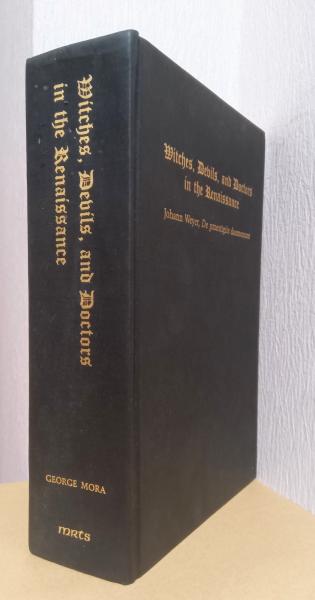 Witches, Devils, and Doctors
in the Renaissance
GEORGE MORA
mrts
Witches, Devils, and Doctors
in the Renaissance
Johann Weyer, De praestigiis daemonum